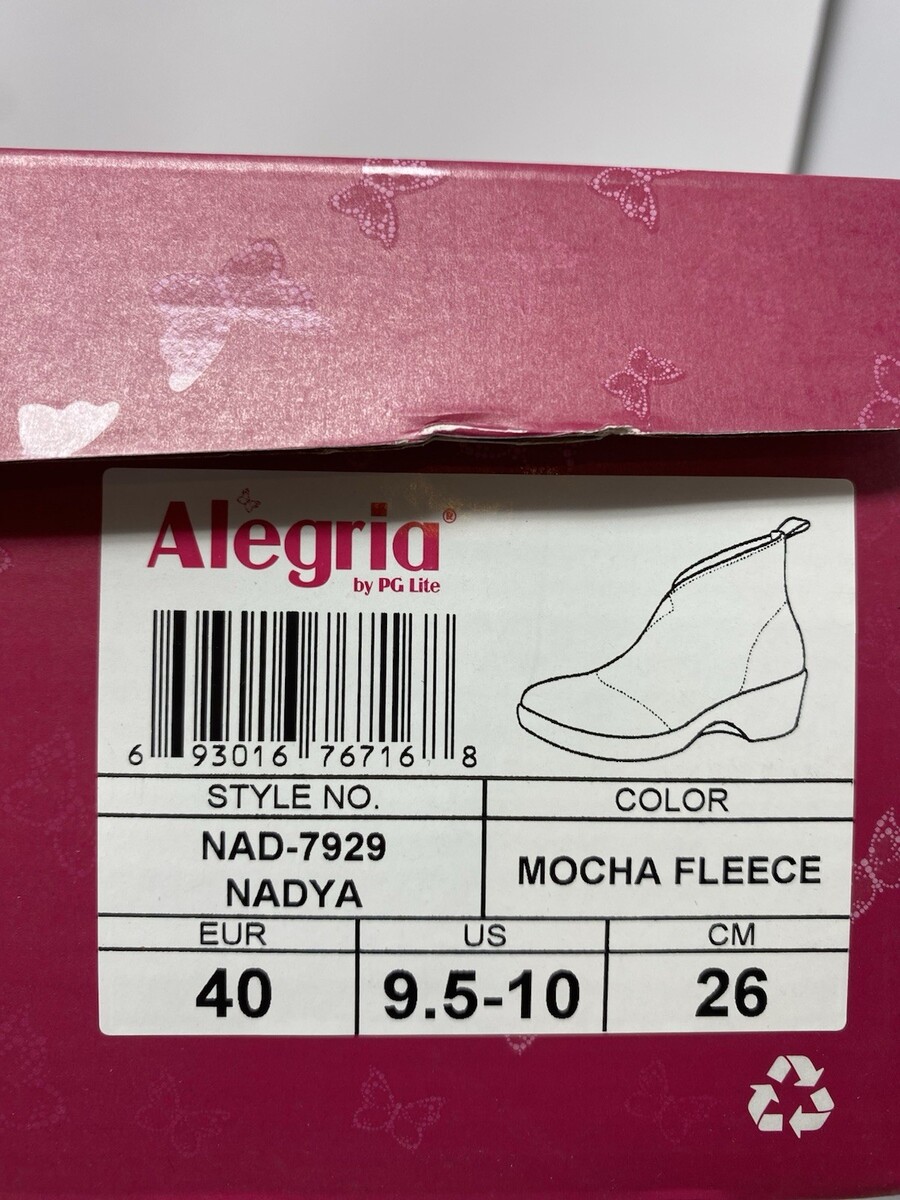 Alegria®
by PG Lite
6 93016 76716 8
STYLE NO.
COLOR
NAD-7929
NADYA
MOCHA FLEECE
EUR
US
CM
40
9.5-10
26